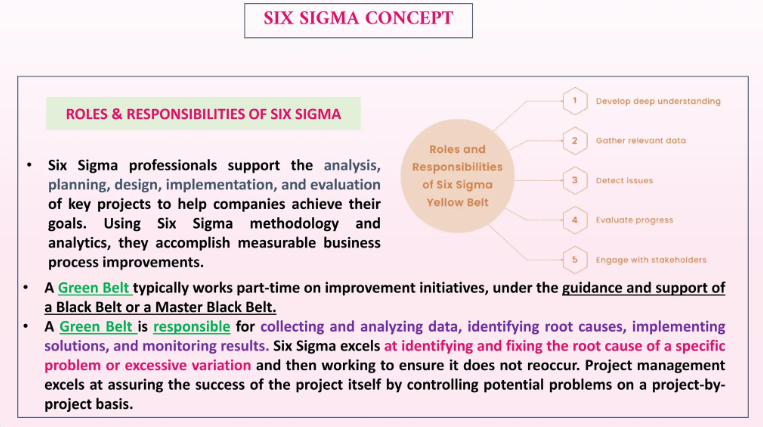 SIX SIGMA CONCEPT
ROLES & RESPONSIBILITIES OF SIX SIGMA
• Six Sigma professionals support the analysis,
planning, design, implementation, and evaluation
of key projects to help companies achieve their
goals. Using Six Sigma methodology and
analytics, they accomplish measurable business
process improvements.
Roles and
Responsibilities
of Six Sigma
Yellow Belt
1 Develop deep understanding
2 Gather relevant data
3 Detect issues
4 Evaluate progress
5 Engage with stakeholders
• A Green Belt typically works part-time on improvement initiatives, under the guidance and support of
a Black Belt or a Master Black Belt.
• A Green Belt is responsible for collecting and analyzing data, identifying root causes, implementing
solutions, and monitoring results. Six Sigma excels at identifying and fixing the root cause of a specific
problem or excessive variation and then working to ensure it does not reoccur. Project management
excels at assuring the success of the project itself by controlling potential problems on a project-by-
project basis.